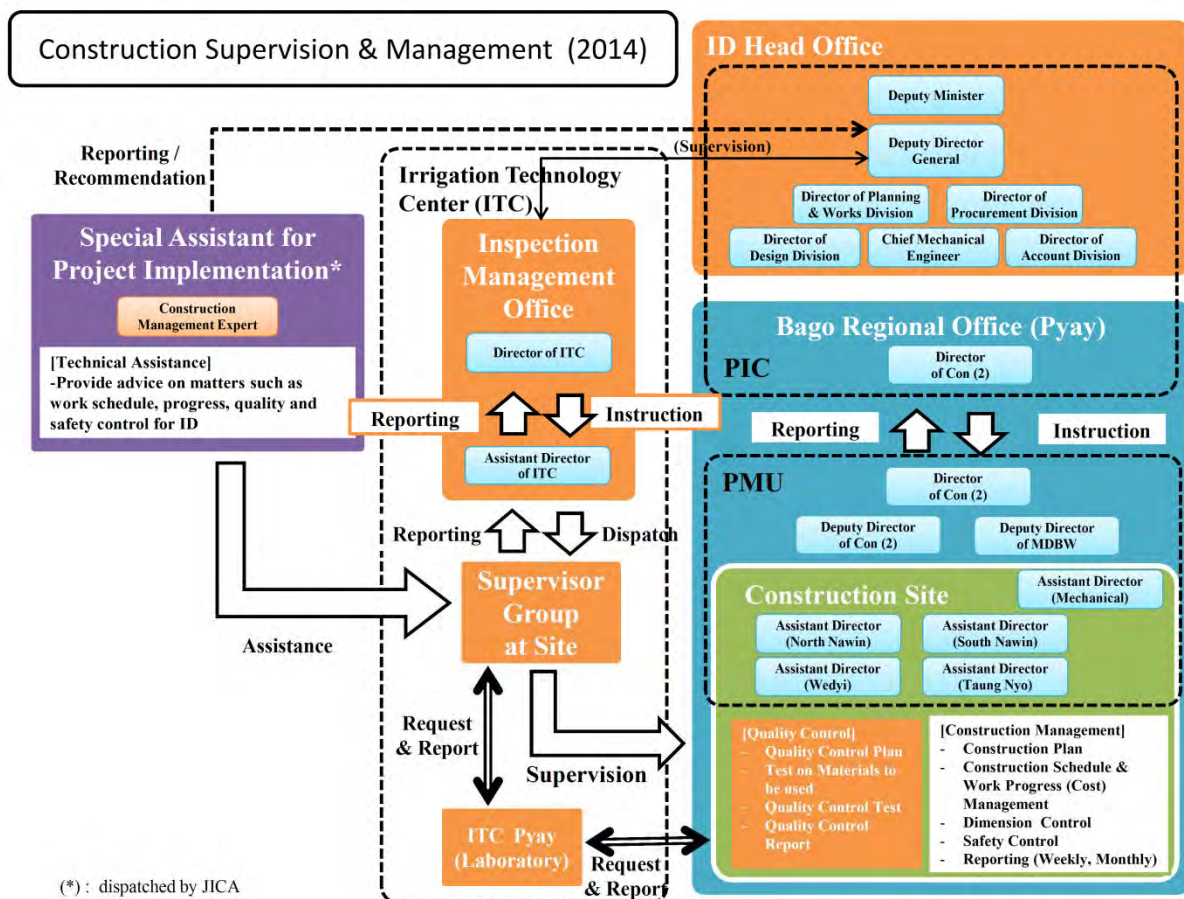 Construction Supervision & Management (2014)
ID Head Office
Deputy Minister
Deputy Director
General
(Supervision)
Director of Planning
& Works Division
Director of
Procurement Division
Director of
Design Division
Chief Mechanical
Engineer
Director of
Account Division
Reporting /
Recommendation
Special Assistant for
Project Implementation*
Construction
Management Expert
[Technical Assistance]
-Provide advice on matters such as
work schedule, progress, quality and
safety control for ID
Irrigation Technology
Center (ITC)
Inspection
Management
Office
Director of ITC
Reporting
Instruction
Assistant Director
of ITC
Reporting
Dispatch
Supervisor
Group
at Site
Assistance
Request
& Report
Supervision
ITC Pyay
(Laboratory)
Request
& Report
Bago Regional Office (Pyay)
PIC
Director
of Con (2)
Reporting
Instruction
PMU
Director
of Con (2)
Deputy Director
of Con (2)
Deputy Director
of MDBW
Construction Site
Assistant Director
(Mechanical)
Assistant Director
(North Nawin)
Assistant Director
(South Nawin)
Assistant Director
(Wedyi)
Assistant Director
(Taung Nyo)
[Quality Control]
- Quality Control Plan
- Test on Materials to
be used
- Quality Control Test
- Quality Control
Report
[Construction Management]
- Construction Plan
- Construction Schedule &
Work Progress (Cost)
Management
- Dimension Control
- Safety Control
- Reporting (Weekly, Monthly)
(*) : dispatched by JICA